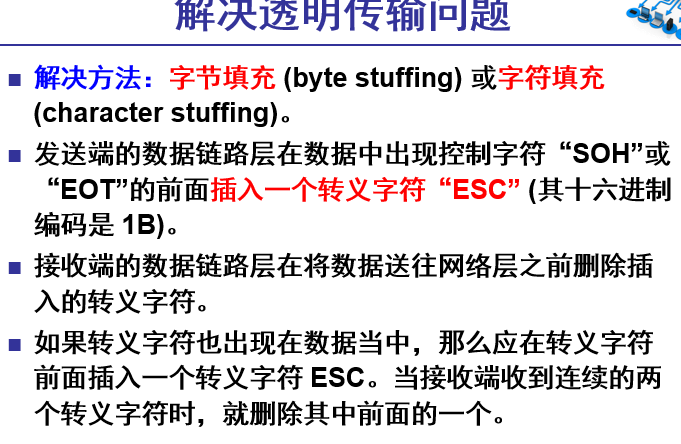 解决透明传输问题
解决方法：字节填充 (byte stuffing) 或字符填充
(character stuffing)。
发送端的数据链路层在数据中出现控制字符“SOH”或
“EOT”的前面插入一个转义字符“ESC” (其十六进制
编码是 1B)。
接收端的数据链路层在将数据送往网络层之前删除插
入的转义字符。
如果转义字符也出现在数据当中，那么应在转义字符
前面插入一个转义字符 ESC。当接收端收到连续的两
个转义字符时，就删除其中前面的一个。